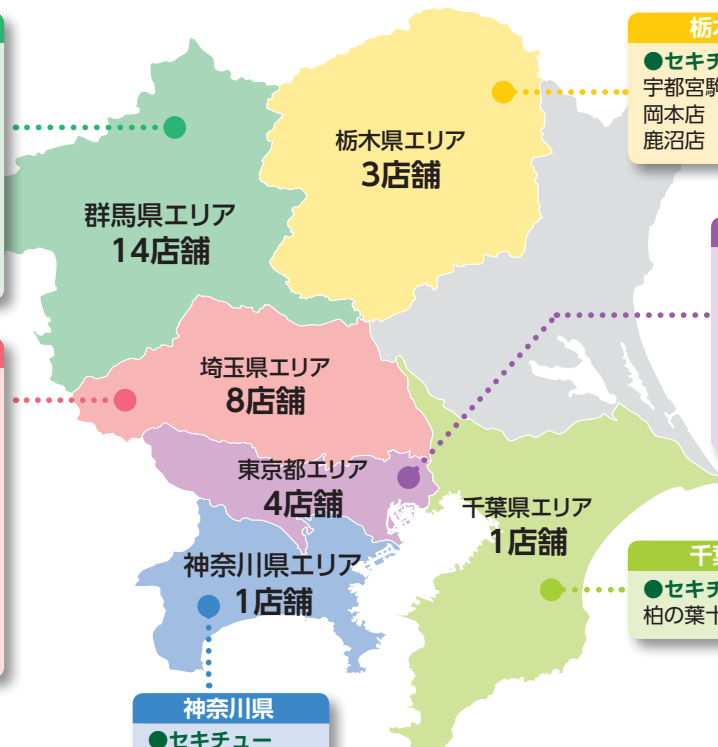 栃木県エリア
3店舗
群馬県エリア
14店舗
埼玉県エリア
8店舗
東京都エリア
4店舗
千葉県エリア
1店舗
神奈川県エリア
1店舗
栃
●セキチ
宇都宮駒
岡本店
鹿沼店
千
●セキチ
柏の葉十
神奈川県
●セキチュー